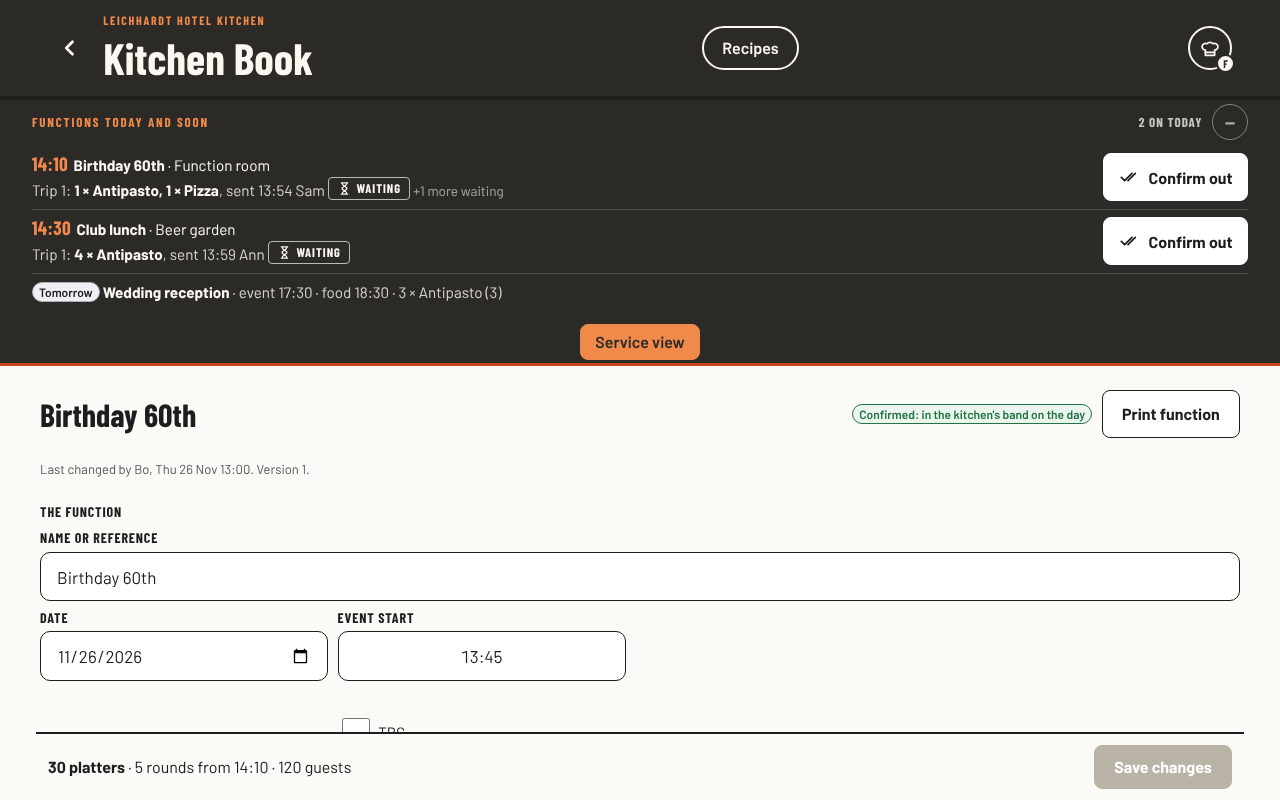 LEICHHARDT HOTEL KITCHEN
Kitchen Book
Recipes
F
FUNCTIONS TODAY AND SOON
2 ON TODAY
14:10 Birthday 60th · Function room
Trip 1: 1 × Antipasto, 1 × Pizza, sent 13:54 Sam WAITING +1 more waiting
Confirm out
14:30 Club lunch · Beer garden
Trip 1: 4 × Antipasto, sent 13:59 Ann WAITING
Confirm out
Tomorrow Wedding reception · event 17:30 · food 18:30 · 3 × Antipasto (3)
Service view
Birthday 60th
Confirmed: in the kitchen's band on the day
Print function
Last changed by Bo, Thu 26 Nov 13:00. Version 1.
THE FUNCTION
NAME OR REFERENCE
Birthday 60th
DATE
EVENT START
11/26/2026
13:45
TBC
30 platters · 5 rounds from 14:10 · 120 guests
Save changes